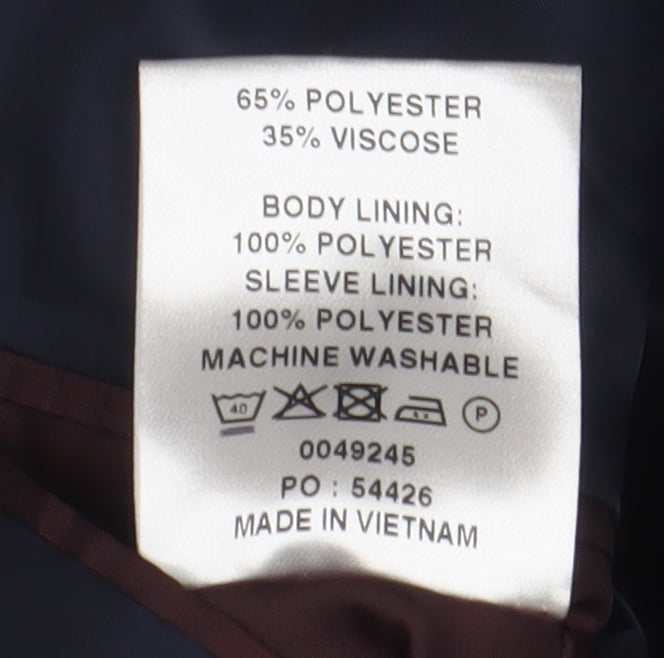 65% POLYESTER
35% VISCOSE
BODY LINING:
100% POLYESTER
SLEEVE LINING:
100% POLYESTER
MACHINE WASHABLE
40 P
0049245
PO : 54426
MADE IN VIETNAM